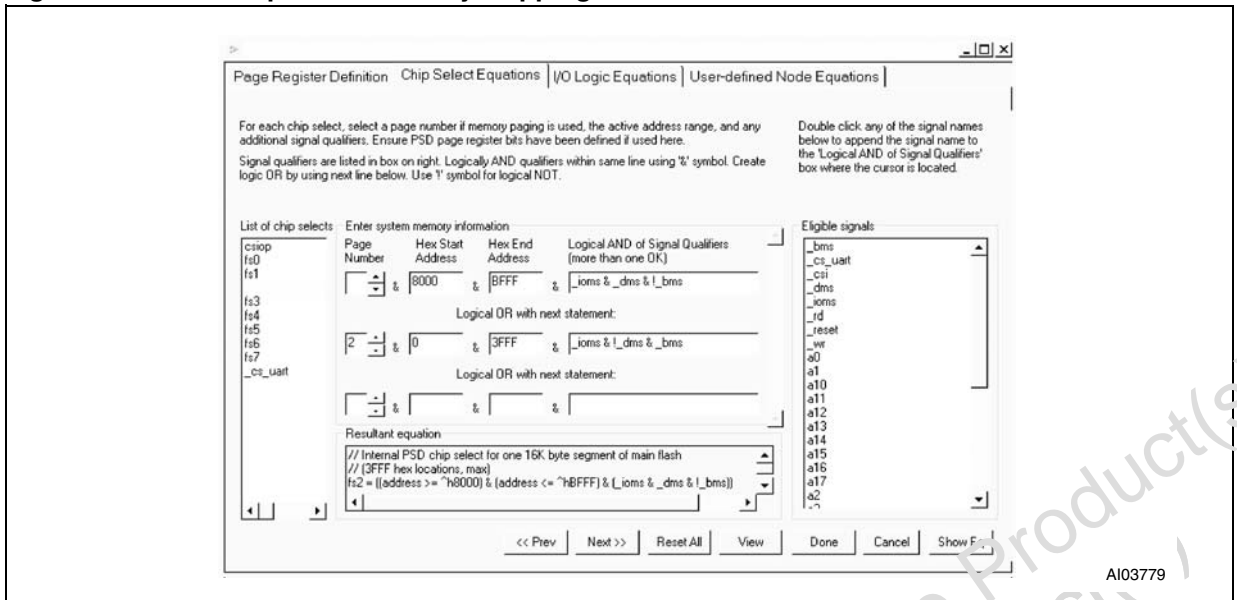 Page Register Definition Chip Select Equations I/O Logic Equations User-defined Node Equations
For each chip select, select a page number if memory paging is used, the active address range, and any
additional signal qualifiers. Ensure PSD page register bits have been defined if used here.
Signal qualifiers are listed in box on right. Logically AND qualifiers within same line using '&' symbol. Create
logic OR by using next line below. Use '!' symbol for logical NOT.
Double click any of the signal names
below to append the signal name to
the 'Logical AND of Signal Qualifiers'
box where the cursor is located.
List of chip selects
csiop
fs0
fs1
fs3
fs4
fs5
fs6
fs7
_cs_uart
Enter system memory information
Page Number Hex Start Address Hex End Address Logical AND of Signal Qualifiers (more than one OK)
& 8000 & BFFF & _ioms & _dms & !_bms
Logical OR with next statement:
2 & 0 & 3FFF & _ioms & !_dms & _bms
Logical OR with next statement:
& & &
Resultant equation
// Internal PSD chip select for one 16K byte segment of main flash
// (3FFF hex locations, max)
fs2 = ((address >= ^h8000) & (address <= ^hBFFF) & (_ioms & _dms & !_bms))
Eligible signals
_bms
_cs_uart
_csi
_dms
_ioms
_rd
_reset
_wr
a0
a1
a10
a11
a12
a13
a14
a15
a16
a17
a2
<< Prev Next >> Reset All View Done Cancel Show
AI03779
Product(s